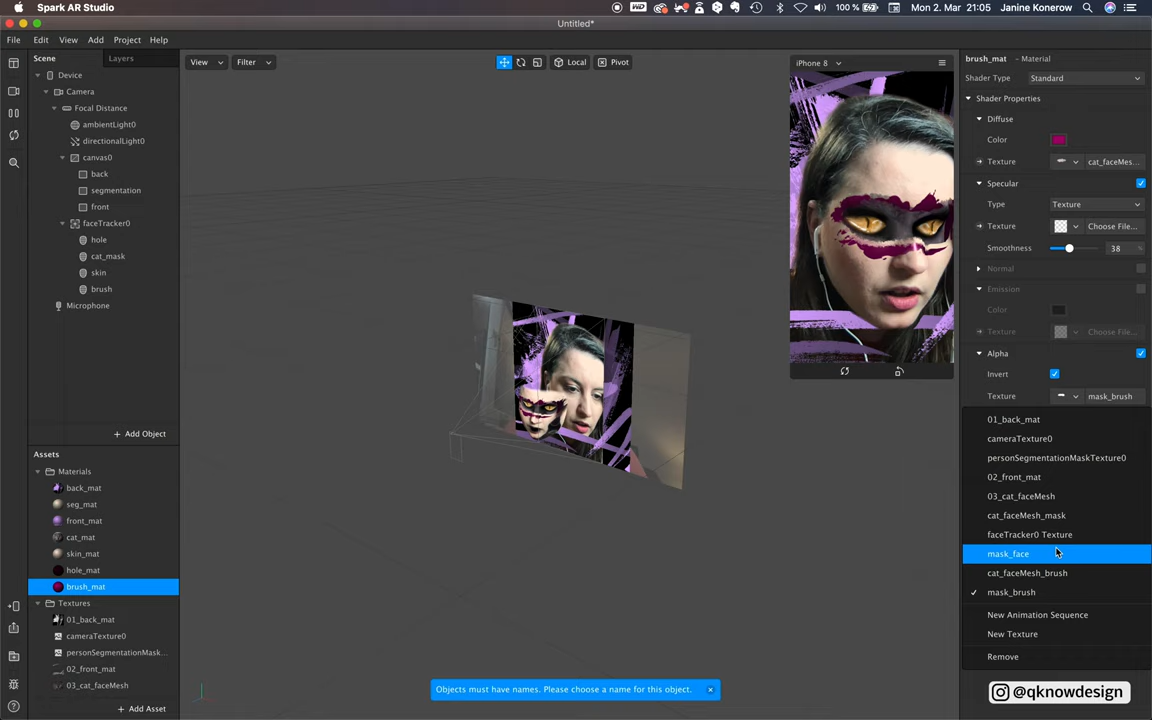 Spark AR Studio
WD
100 %
Mon 2. Mar 21:05
Janine Konerow
Untitled*
File Edit View Add Project Help
Scene
Layers
Device
Camera
Focal Distance
ambientLight0
directionalLight0
canvas0
back
segmentation
front
faceTracker0
hole
cat_mask
skin
brush
Microphone
+ Add Object
Assets
Materials
back_mat
seg_mat
front_mat
cat_mat
skin_mat
hole_mat
brush_mat
Textures
01_back_mat
cameraTexture0
personSegmentationMask...
02_front_mat
03_cat_faceMesh
+ Add Asset
View
Filter
Local
Pivot
iPhone 8
Objects must have names. Please choose a name for this object.
brush_mat - Material
Shader Type Standard
Shader Properties
Diffuse
Color
Texture cat_faceMes...
Specular
Type Texture
Texture Choose File...
Smoothness 38 %
Normal
Emission
Color
Texture Choose File...
Alpha
Invert
Texture mask_brush
01_back_mat
cameraTexture0
personSegmentationMaskTexture0
02_front_mat
03_cat_faceMesh
cat_faceMesh_mask
faceTracker0 Texture
mask_face
cat_faceMesh_brush
mask_brush
New Animation Sequence
New Texture
Remove
@qknowdesign